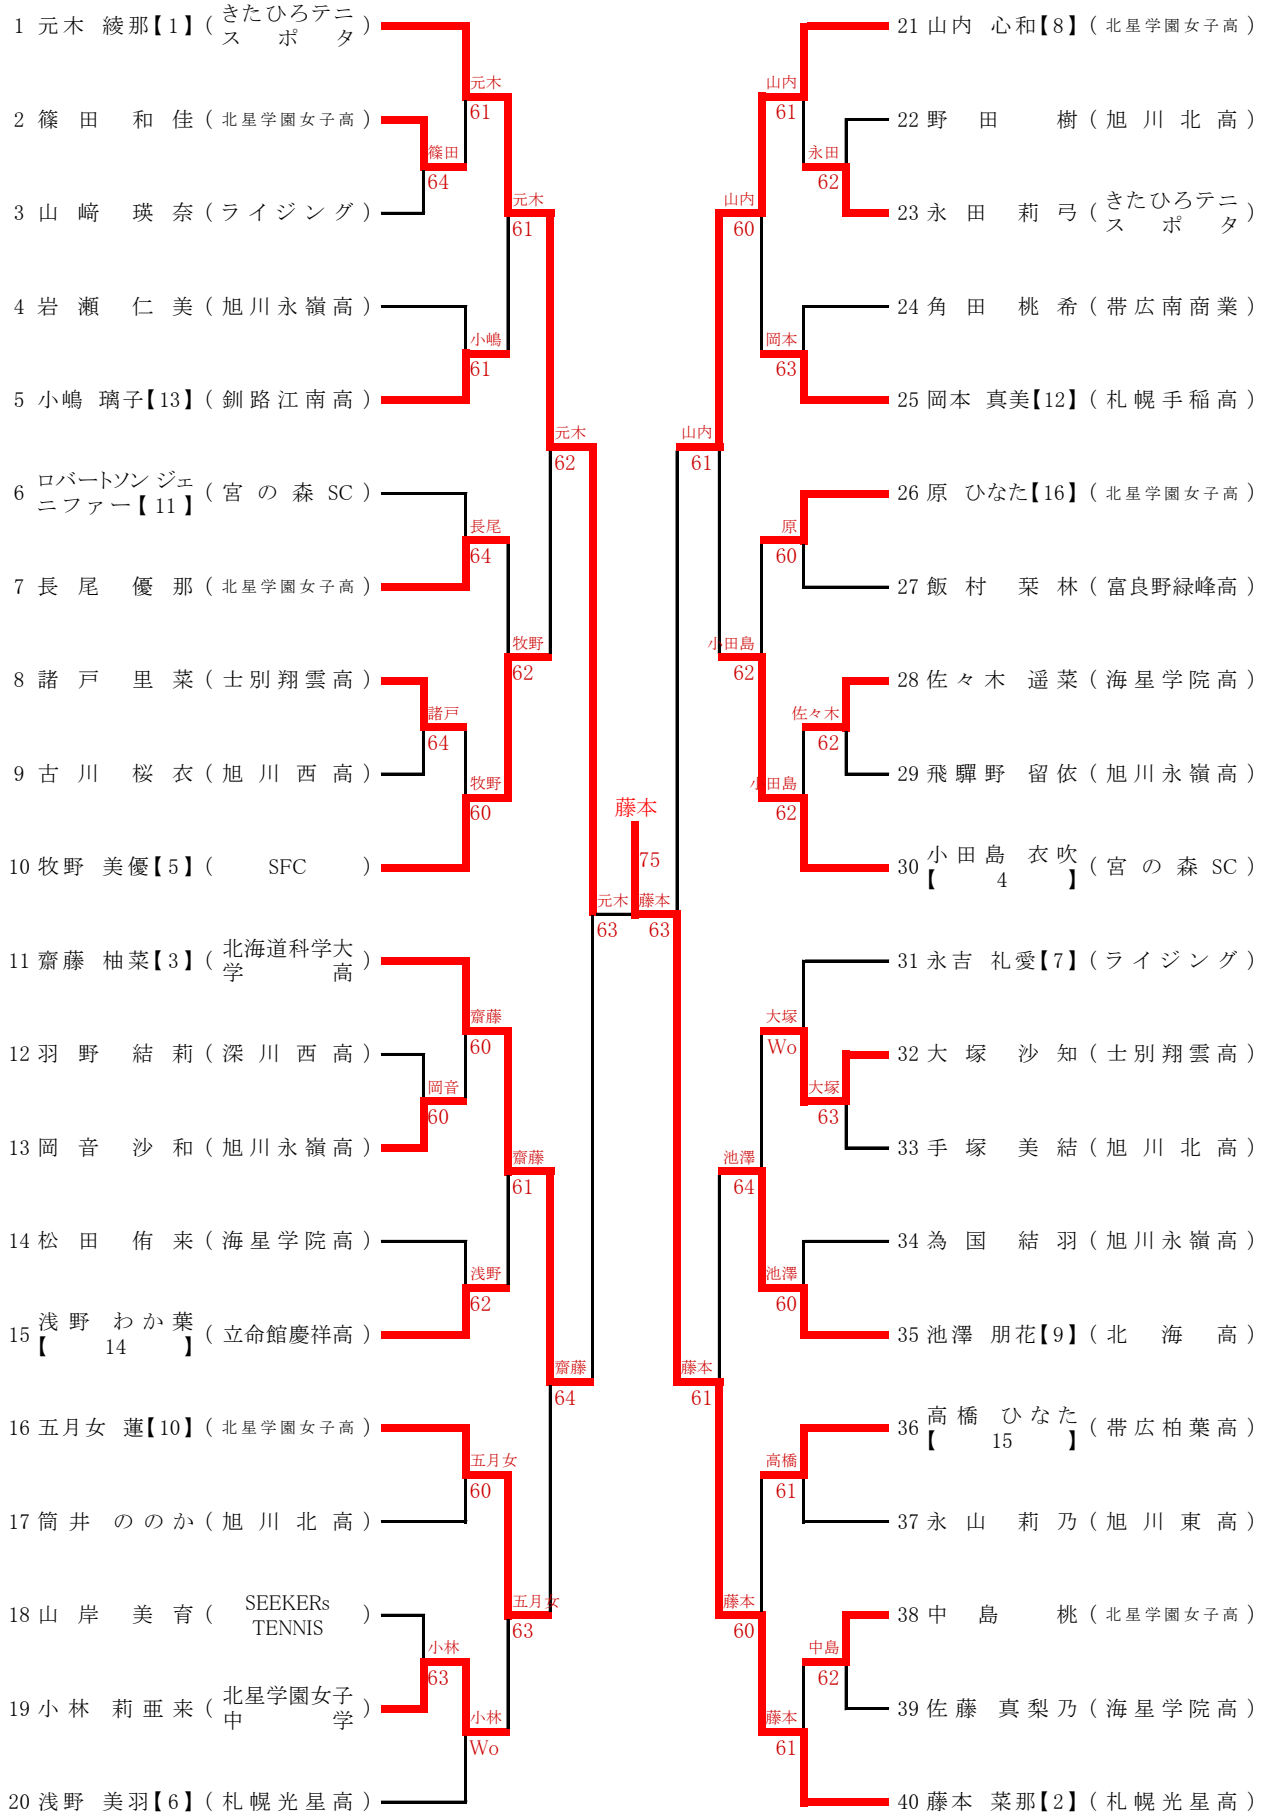 1 元木 綾那【1】 ( きたひろテニスポタ )
2 篠田 和佳 ( 北星学園女子高 )
3 山﨑 瑛奈 ( ライジング )
4 岩瀬 仁美 ( 旭川永嶺高 )
5 小嶋 璃子【13】 ( 釧路江南高 )
6 ロバートソン ジェニファー【11】 ( 宮の森 SC )
7 長尾 優那 ( 北星学園女子高 )
8 諸戸 里菜 ( 士別翔雲高 )
9 古川 桜衣 ( 旭川西高 )
10 牧野 美優【5】 ( SFC )
11 齋藤 柚菜【3】 ( 北海道科学大学高 )
12 羽野 結莉 ( 深川西高 )
13 岡音 沙和 ( 旭川永嶺高 )
14 松田 侑来 ( 海星学院高 )
15 浅野 わか葉【14】 ( 立命館慶祥高 )
16 五月女 蓮【10】 ( 北星学園女子高 )
17 筒井 ののか ( 旭川北高 )
18 山岸 美育 ( SEEKERs TENNIS )
19 小林 莉亜来 ( 北星学園女子中学 )
20 浅野 美羽【6】 ( 札幌光星高 )
篠田
64
諸戸
64
岡音
60
小林
63
元木
61
小嶋
61
長尾
64
牧野
60
齋藤
60
浅野
62
五月女
60
小林
Wo
元木
61
牧野
62
齋藤
61
五月女
63
元木
62
齋藤
64
元木
63
藤本
75
藤本
63
山内
61
藤本
61
山内
60
小田島
62
池澤
64
藤本
60
山内
61
岡本
63
原
60
小田島
62
大塚
Wo
池澤
60
高橋
61
藤本
61
永田
62
佐々木
62
大塚
63
中島
62
21 山内 心和【8】 ( 北星学園女子高 )
22 野田 樹 ( 旭川北高 )
23 永田 莉弓 ( きたひろテニスポタ )
24 角田 桃希 ( 帯広南商業 )
25 岡本 真美【12】 ( 札幌手稲高 )
26 原 ひなた【16】 ( 北星学園女子高 )
27 飯村 栞林 ( 富良野緑峰高 )
28 佐々木 遥菜 ( 海星学院高 )
29 飛驒野 留依 ( 旭川永嶺高 )
30 小田島 衣吹【4】 ( 宮の森 SC )
31 永吉 礼愛【7】 ( ライジング )
32 大塚 沙知 ( 士別翔雲高 )
33 手塚 美結 ( 旭川北高 )
34 為国 結羽 ( 旭川永嶺高 )
35 池澤 朋花【9】 ( 北海高 )
36 高橋 ひなた【15】 ( 帯広柏葉高 )
37 永山 莉乃 ( 旭川東高 )
38 中島 桃 ( 北星学園女子高 )
39 佐藤 真梨乃 ( 海星学院高 )
40 藤本 菜那【2】 ( 札幌光星高 )